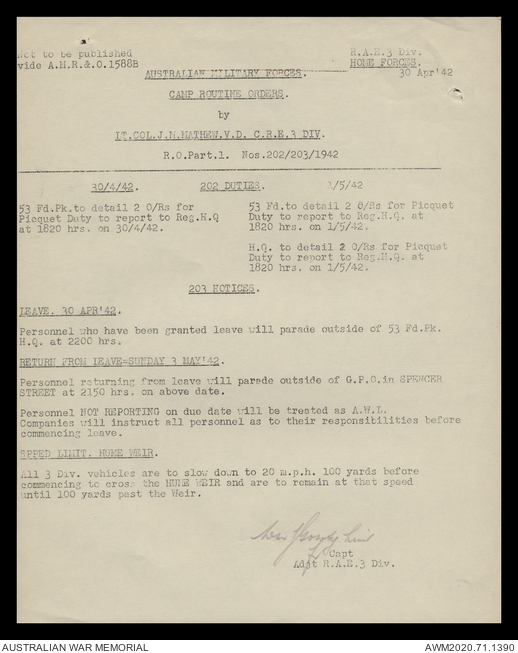 Not to be published
vide A.M.R.&.O.1588B
R.A.E.3 Div.
HOME FORCES.
30 Apr'42
AUSTRALIAN MILITARY FORCES.
CAMP ROUTINE ORDERS.
by
LT.COL.J.N.MATHEW.V.D. C.R.E.3 DIV.
R.O.Part.1. Nos.202/203/1942
30/4/42. 202 DUTIES. 1/5/42
53 Fd.Pk.to detail 2 O/Rs for
Picquet Duty to report to Reg.H.Q
at 1820 hrs. on 30/4/42.
53 Fd.to detail 2 O/Rs for Picquet
Duty to report to Reg.H.Q. at
1820 hrs. on 1/5/42.
H.Q. to detail 2 O/Rs for Picquet
Duty to report to Reg.H.Q. at
1820 hrs. on 1/5/42.
203 NOTICES.
LEAVE. 30 APR'42.
Personnel who have been granted leave will parade outside of 53 Fd.Pk.
H.Q. at 2200 hrs.
RETURN FROM LEAVE=SUNDAY 3 MAY'42.
Personnel returning from leave will parade outside of G.P.O.in SPENCER
STREET at 2150 hrs. on above date.
Personnel NOT REPORTING on due date will be treated as A.W.L.
Companies will instruct all personnel as to their responsibilities before
commencing leave.
SPPED LIMIT. HUME WEIR.
All 3 Div. vehicles are to slow down to 20 m.p.h. 100 yards before
commencing to cross the HUME WEIR and are to remain at that speed
until 100 yards past the Weir.
Capt
Adjt R.A.E.3 Div.
AUSTRALIAN WAR MEMORIAL
AWM2020.71.1390